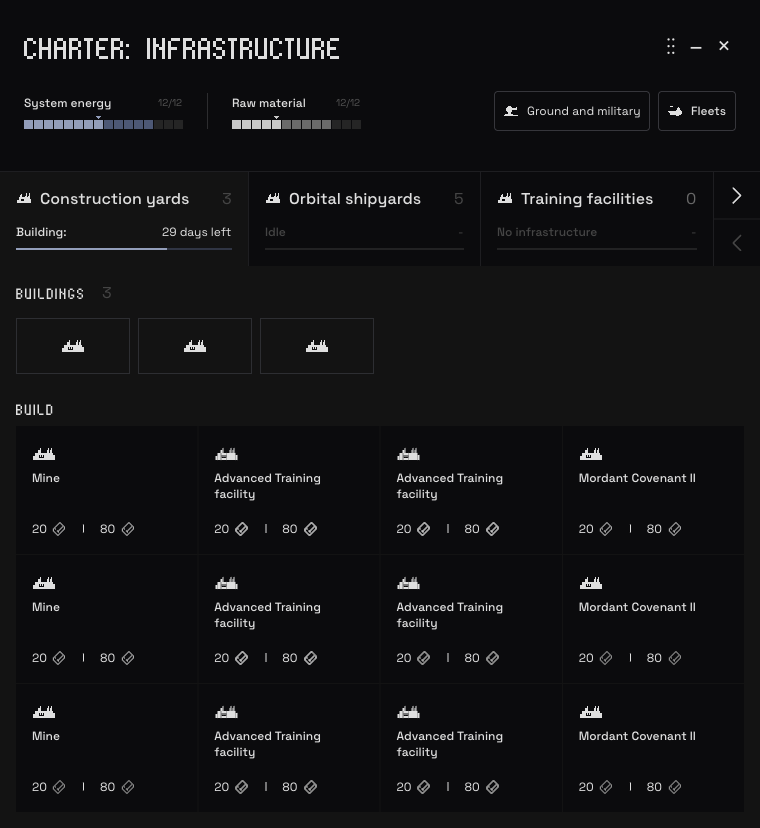 CHARTER: INFRASTRUCTURE
System energy 12/12 Raw material 12/12 Ground and military Fleets
Construction yards 3 Orbital shipyards 5 Training facilities 0
Building: 29 days left Idle - No infrastructure -
BUILDINGS 3
BUILD
Mine Advanced Training facility Advanced Training facility Mordant Covenant II
20 | 80 20 | 80 20 | 80 20 | 80
Mine Advanced Training facility Advanced Training facility Mordant Covenant II
20 | 80 20 | 80 20 | 80 20 | 80
Mine Advanced Training facility Advanced Training facility Mordant Covenant II
20 | 80 20 | 80 20 | 80 20 | 80